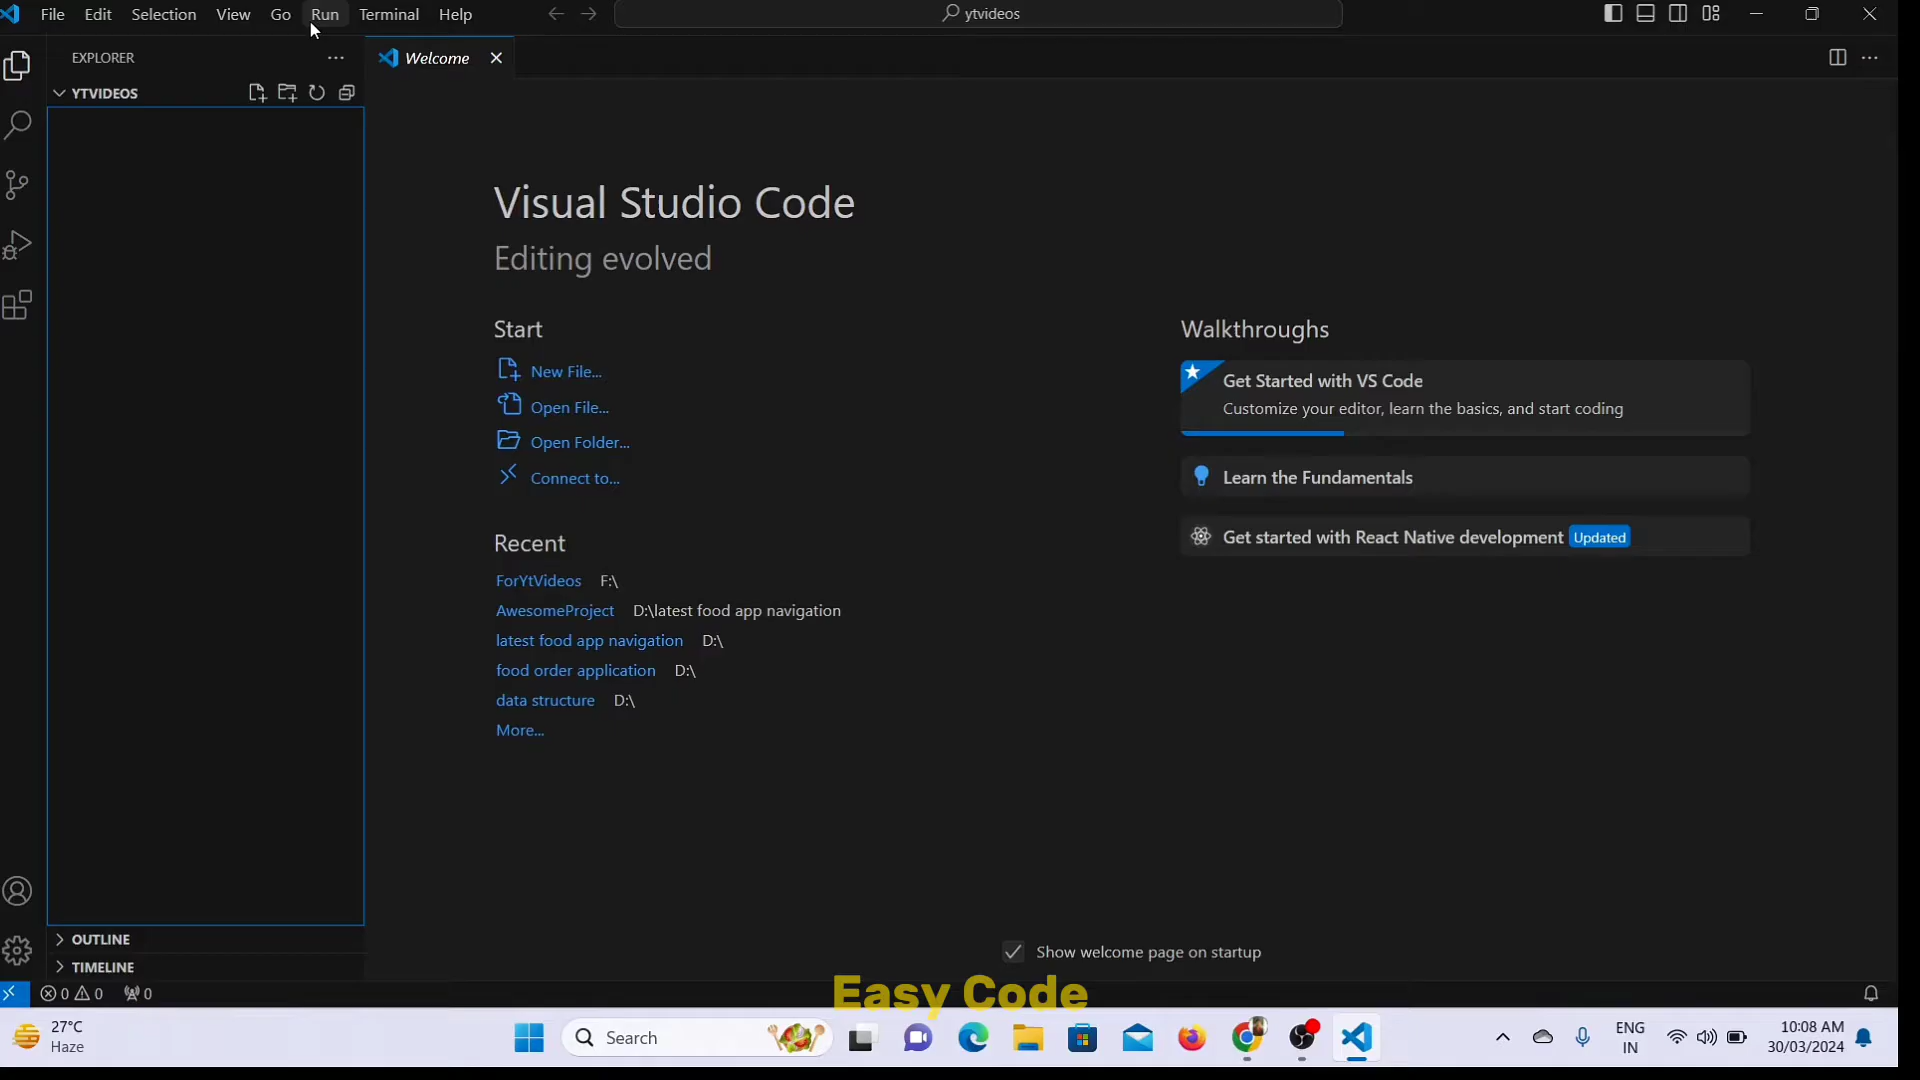 File Edit Selection View Go Run Terminal Help
ytvideos
EXPLORER
Welcome
YTVIDEOS
Visual Studio Code
Editing evolved
Start
New File...
Open File...
Open Folder...
Connect to...
Recent
ForYtVideos F:\
AwesomeProject D:\latest food app navigation
latest food app navigation D:\
food order application D:\
data structure D:\
More...
Walkthroughs
Get Started with VS Code
Customize your editor, learn the basics, and start coding
Learn the Fundamentals
Get started with React Native development Updated
OUTLINE
TIMELINE
Show welcome page on startup
0 0 0
Easy Code
27°C
Haze
Search
ENG
IN
10:08 AM
30/03/2024